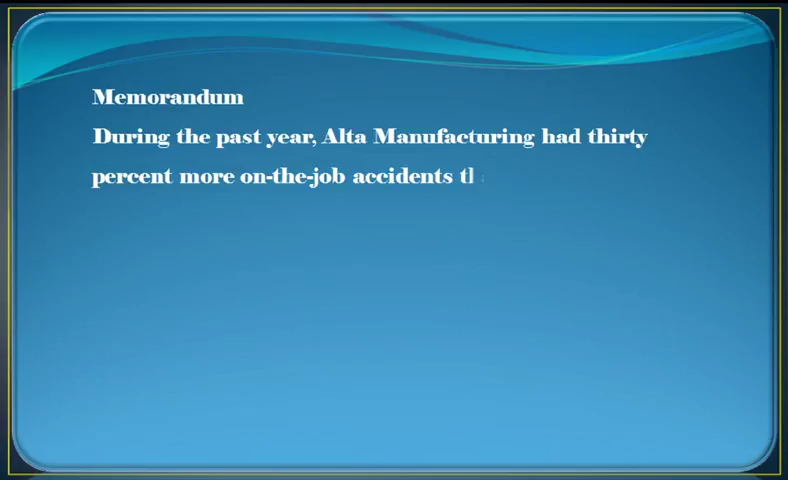 Memorandum
During the past year, Alta Manufacturing had thirty
percent more on-the-job accidents